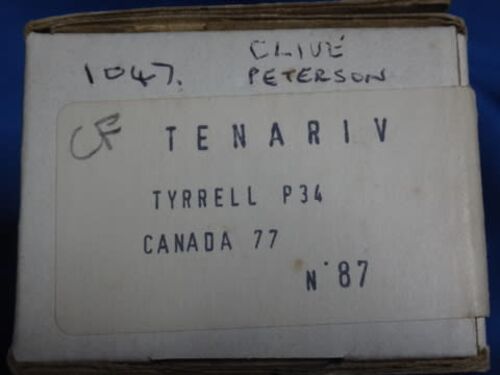 CLIVE
1047. PETERSON
CF TENARIV
TYRRELL P34
CANADA 77
N° 87